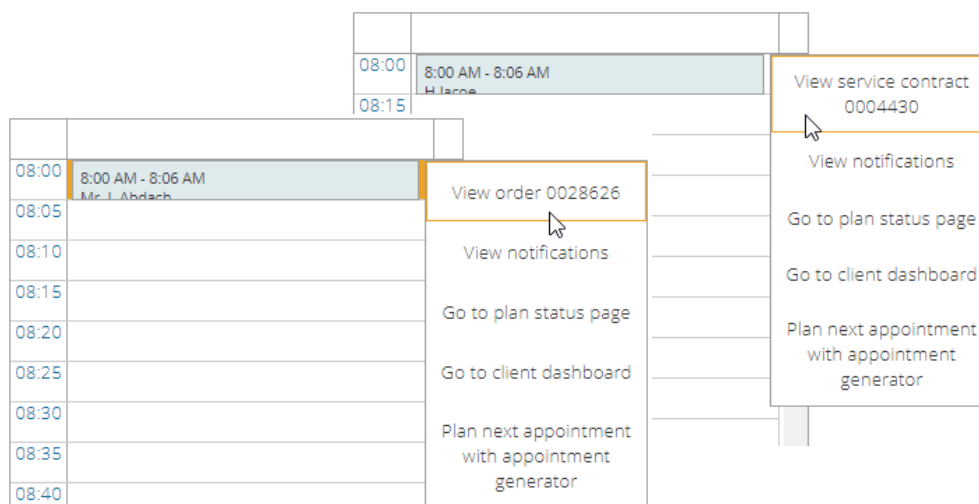 08:00
8:00 AM - 8:06 AM
08:15
View service contract
0004430
View notifications
Go to plan status page
Go to client dashboard
Plan next appointment
with appointment
generator
08:00
8:00 AM - 8:06 AM
Mr. J. Abdach
08:05
08:10
08:15
08:20
08:25
08:30
08:35
08:40
View order 0028626
View notifications
Go to plan status page
Go to client dashboard
Plan next appointment
with appointment
generator